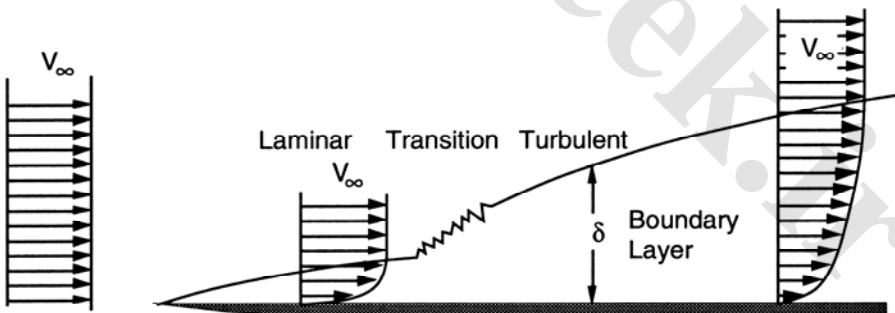 V∞
V∞
Laminar Transition Turbulent
V∞
δ
Boundary
Layer